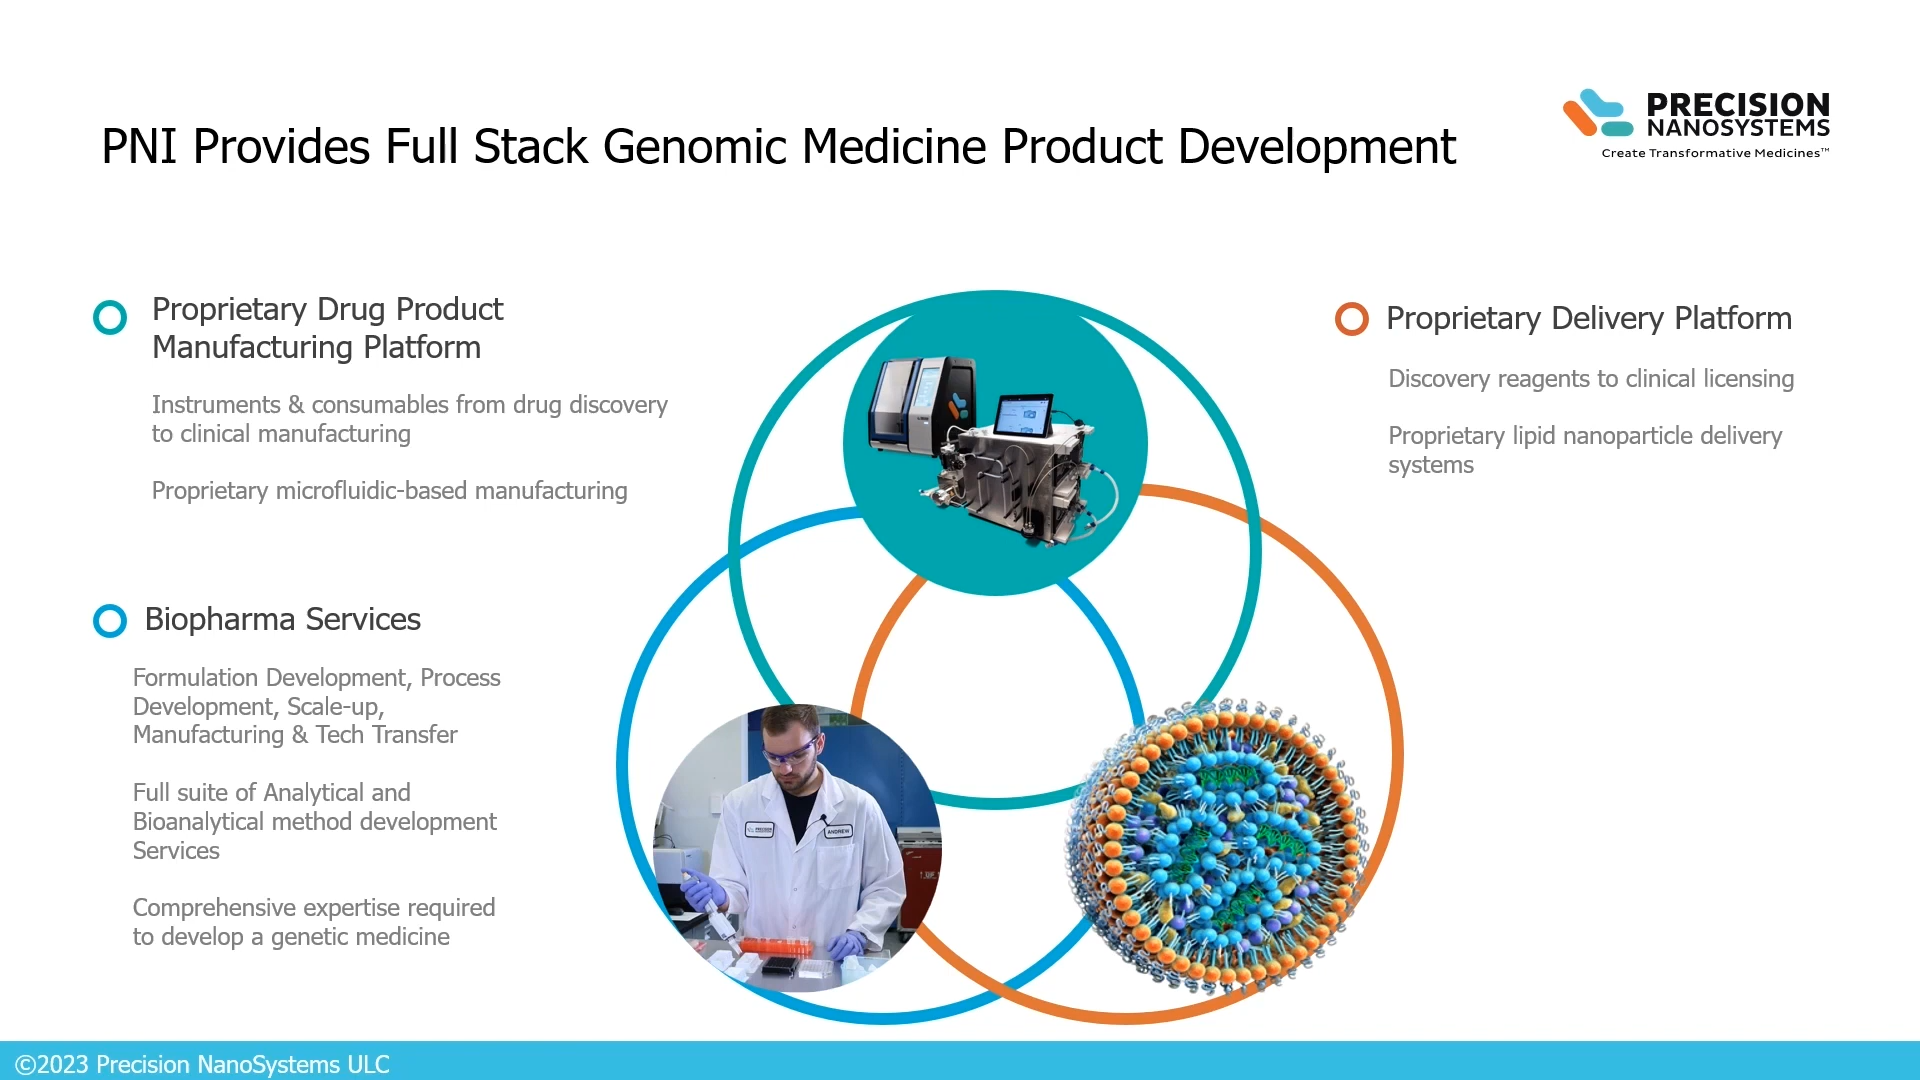 PNI Provides Full Stack Genomic Medicine Product Development
PRECISION
NANOSYSTEMS
Create Transformative Medicines™
Proprietary Drug Product
Manufacturing Platform
Instruments & consumables from drug discovery
to clinical manufacturing
Proprietary microfluidic-based manufacturing
Biopharma Services
Formulation Development, Process
Development, Scale-up,
Manufacturing & Tech Transfer
Full suite of Analytical and
Bioanalytical method development
Services
Comprehensive expertise required
to develop a genetic medicine
Proprietary Delivery Platform
Discovery reagents to clinical licensing
Proprietary lipid nanoparticle delivery
systems
PRECISION
ANDREW
©2023 Precision NanoSystems ULC